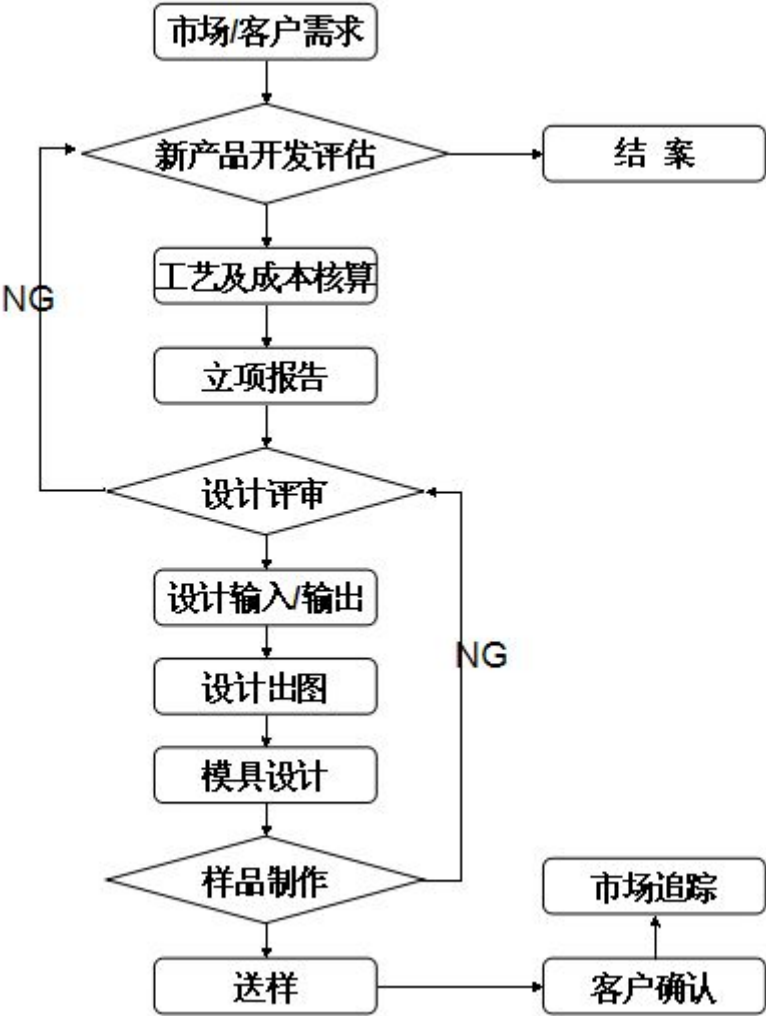 市场/客户需求
新产品开发评估
结 案
工艺及成本核算
NG
立项报告
设计评审
设计输入/输出
NG
设计出图
模具设计
样品制作
市场追踪
送样
客户确认